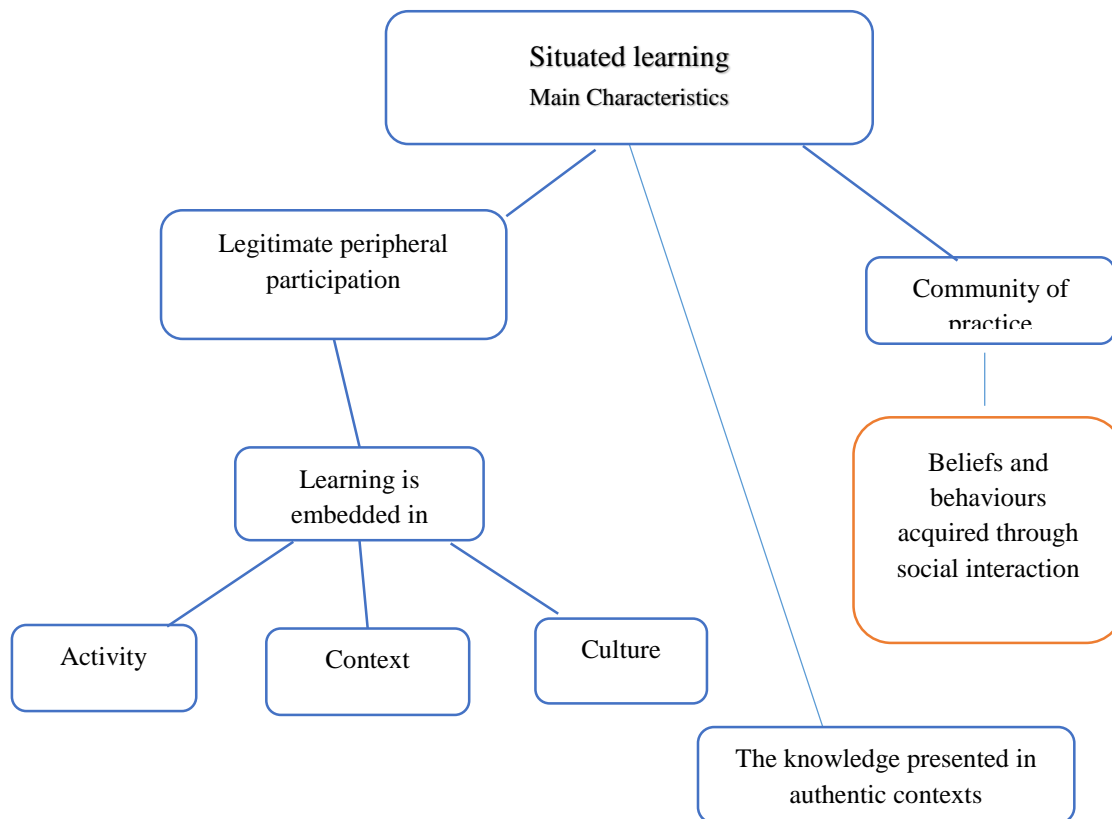 Situated learning
Main Characteristics
Legitimate peripheral
participation
Community of
practice
Learning is
embedded in
Beliefs and
behaviours
acquired through
social interaction
Activity
Context
Culture
The knowledge presented in
authentic contexts